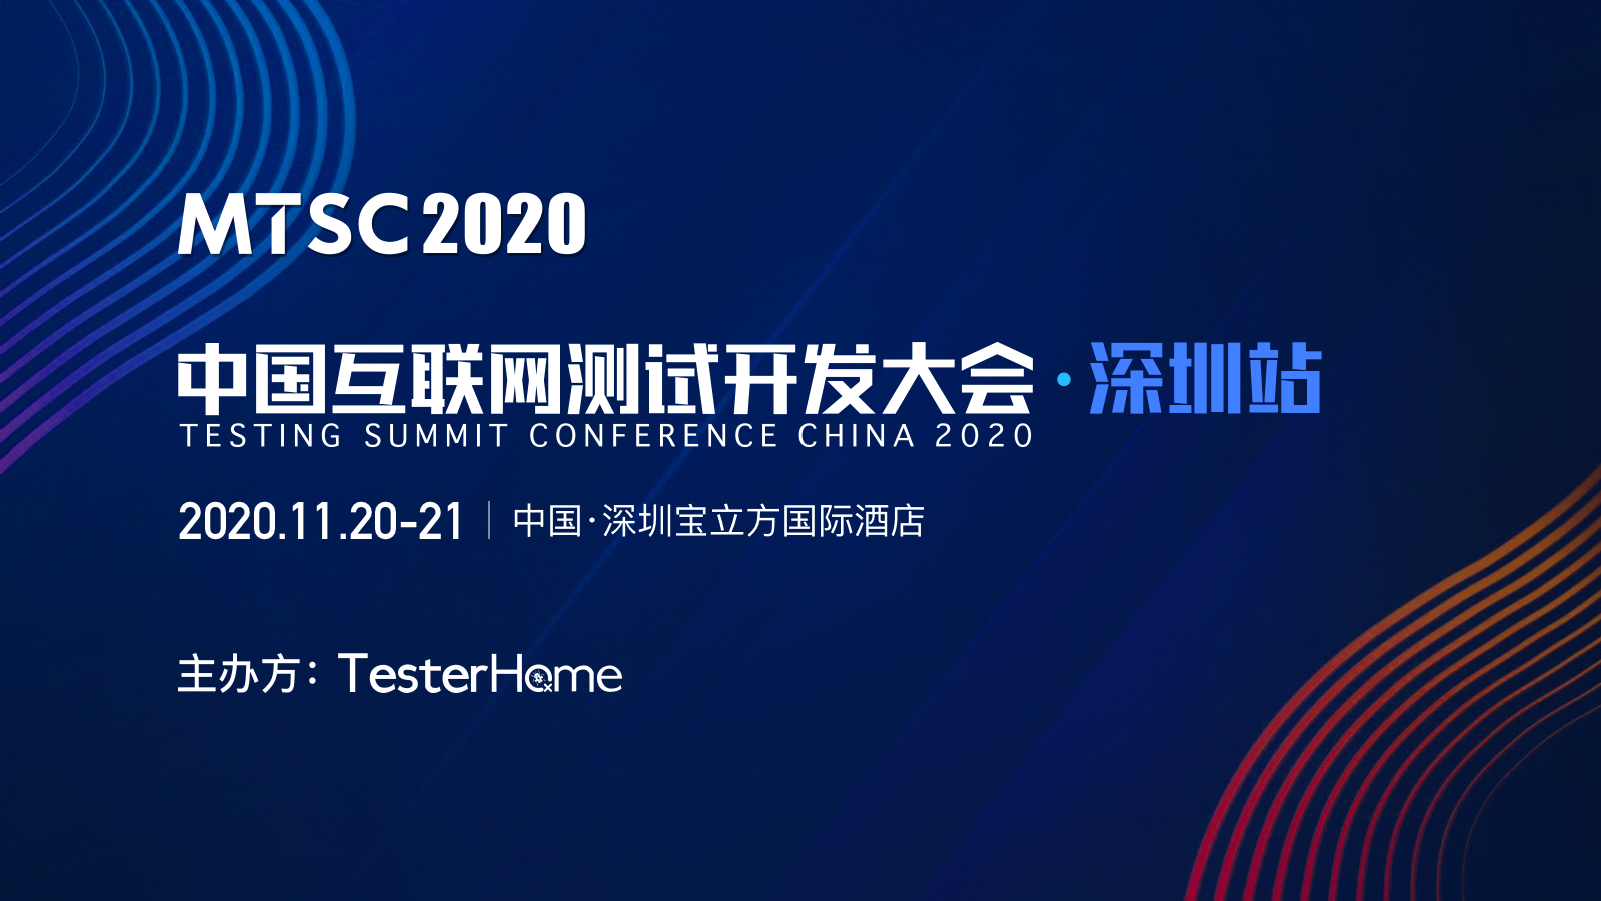 MTSC2020
中国互联网测试开发大会·深圳站
TESTING SUMMIT CONFERENCE CHINA 2020
2020.11.20-21 | 中国·深圳宝立方国际酒店
主办方：TesterHome